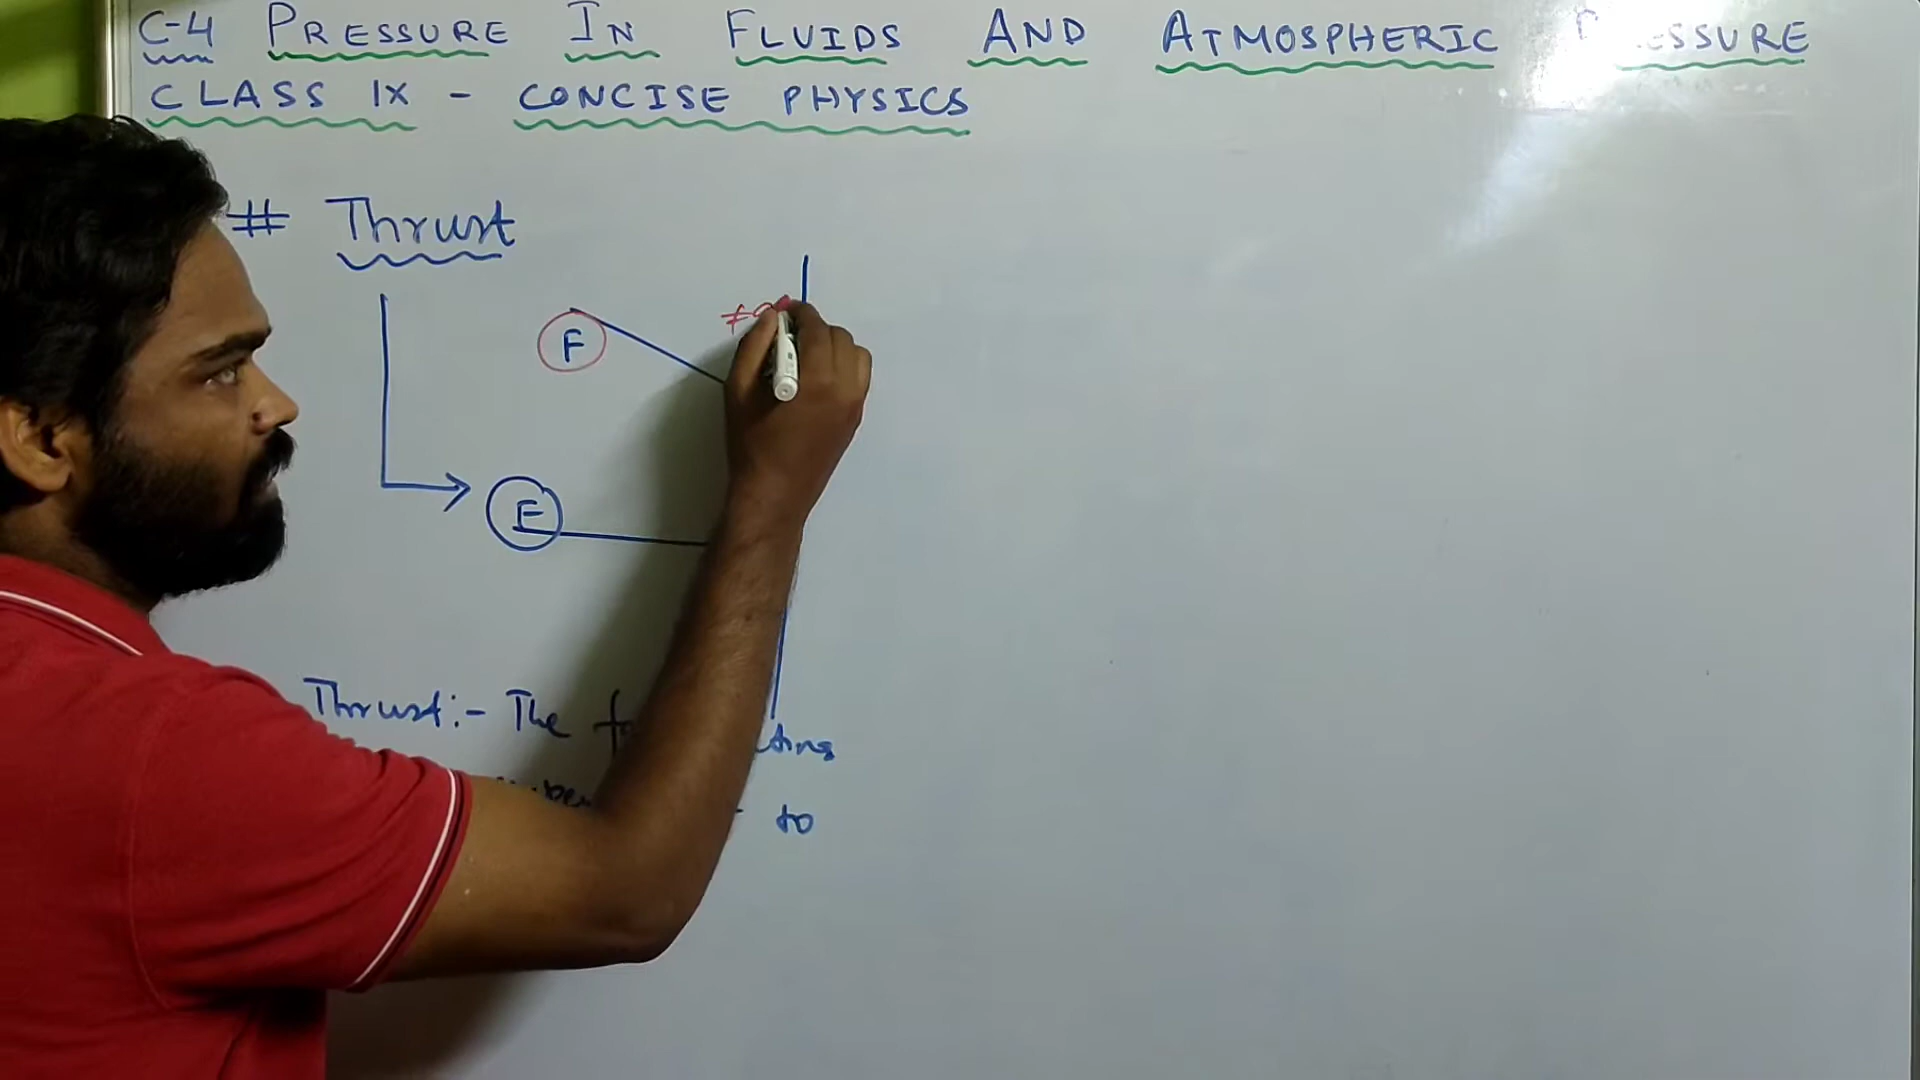 C-4 PRESSURE IN FLUIDS AND ATMOSPHERIC PRESSURE
CLASS IX - CONCISE PHYSICS
# Thrust
F
F
Thrust:- The
to